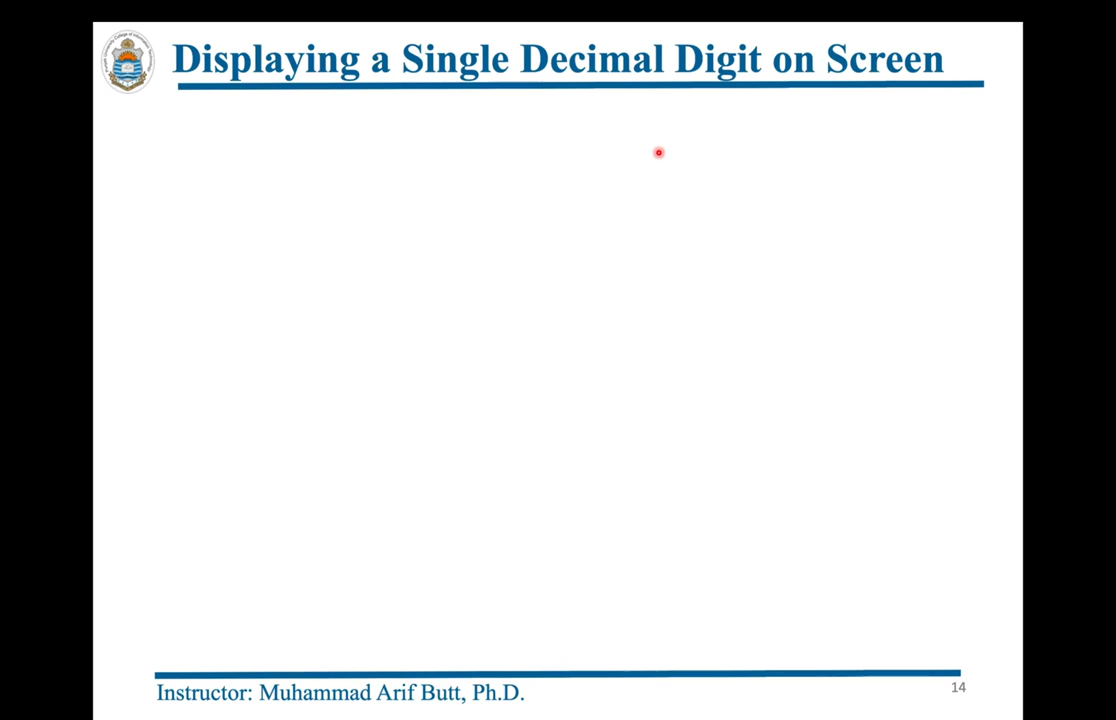 Displaying a Single Decimal Digit on Screen
Instructor: Muhammad Arif Butt, Ph.D.
14